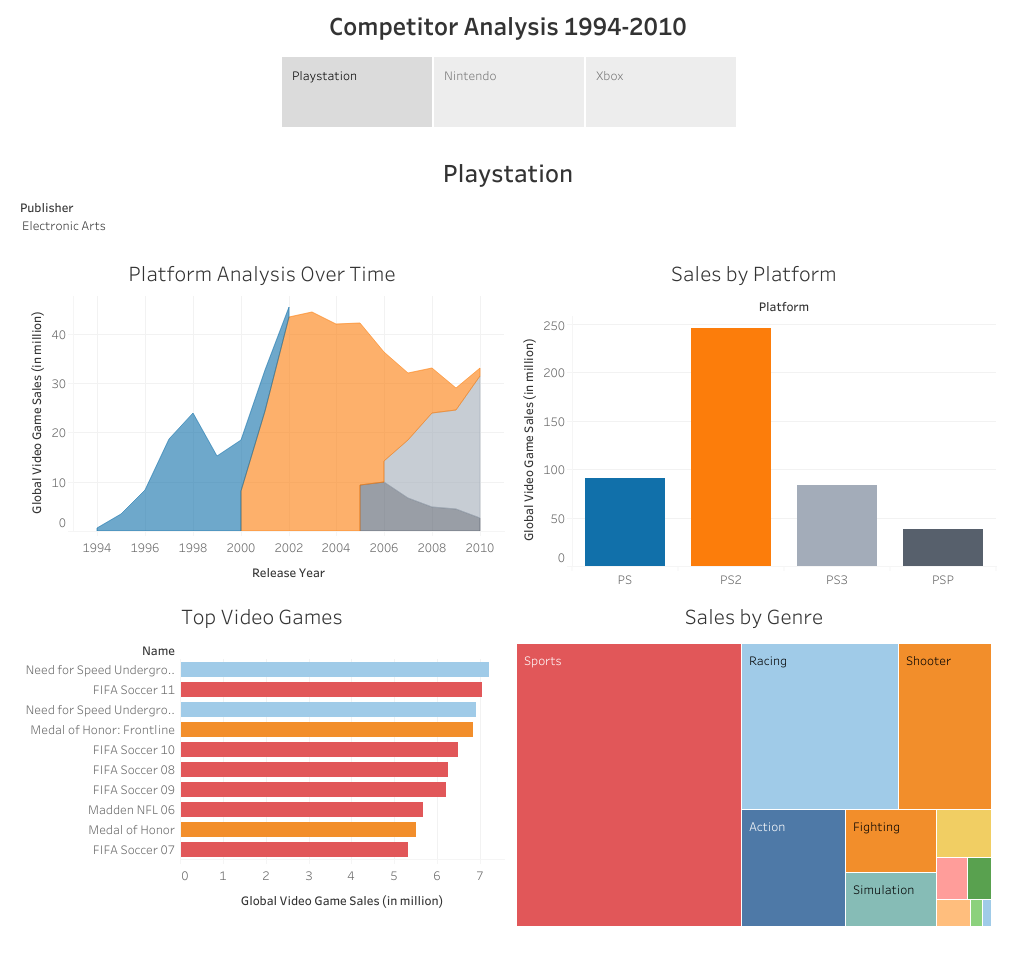 Competitor Analysis 1994-2010
Playstation
Nintendo
Xbox
Playstation
Publisher
Electronic Arts
Platform Analysis Over Time
Global Video Game Sales (in million)
40
30
20
10
0
1994 1996 1998 2000 2002 2004 2006 2008 2010
Release Year
Sales by Platform
Platform
Global Video Game Sales (in million)
250
200
150
100
50
0
PS PS2 PS3 PSP
Top Video Games
Name
Need for Speed Undergro..
FIFA Soccer 11
Need for Speed Undergro..
Medal of Honor: Frontline
FIFA Soccer 10
FIFA Soccer 08
FIFA Soccer 09
Madden NFL 06
Medal of Honor
FIFA Soccer 07
0 1 2 3 4 5 6 7
Global Video Game Sales (in million)
Sales by Genre
Sports
Racing
Shooter
Action
Fighting
Simulation